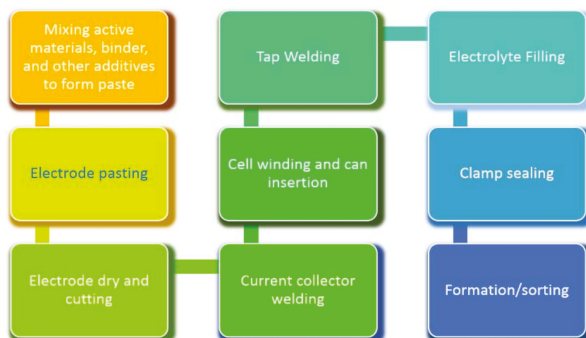 Mixing active
materials, binder,
and other additives
to form paste
Electrode pasting
Electrode dry and
cutting
Current collector
welding
Cell winding and can
insertion
Tap Welding
Electrolyte Filling
Clamp sealing
Formation/sorting